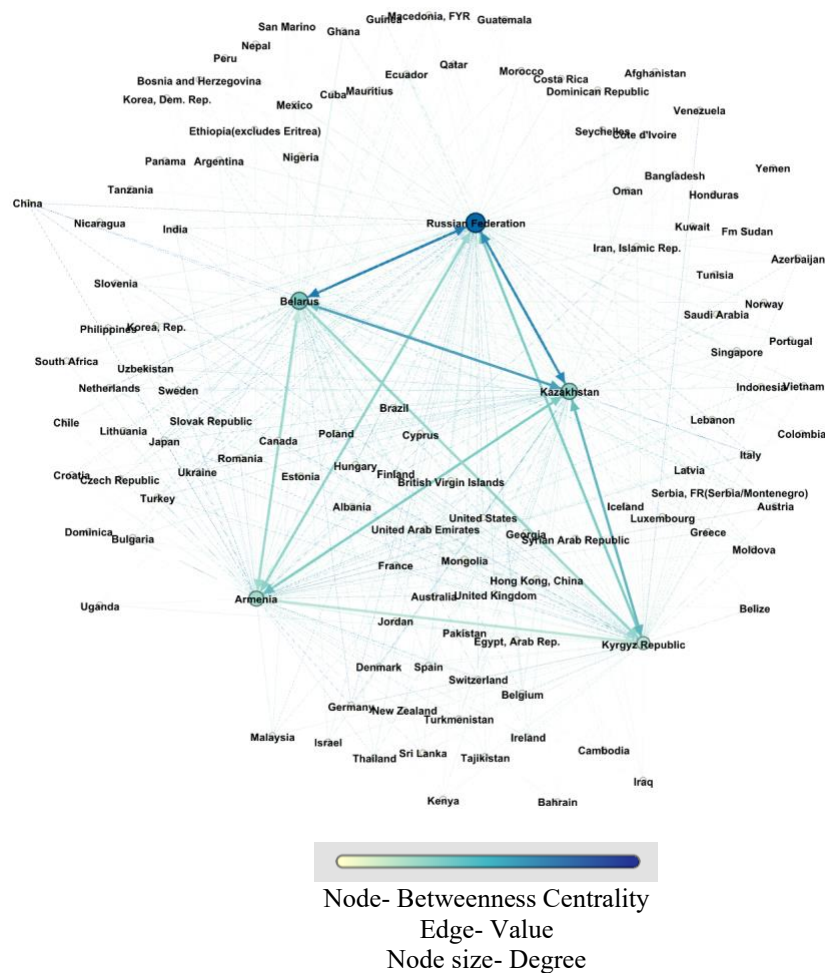 Macedonia, FYR
Guinea
Guatemala
San Marino
Ghana
Nepal
Peru
Qatar
Ecuador
Morocco
Afghanistan
Bosnia and Herzegovina
Costa Rica
Cuba
Mauritius
Dominican Republic
Korea, Dem. Rep.
Mexico
Venezuela
Ethiopia(excludes Eritrea)
Seychelles
Cote d'Ivoire
Panama
Argentina
Nigeria
Yemen
Bangladesh
Tanzania
Oman
Honduras
China
Nicaragua
India
Russian Federation
Kuwait
Fm Sudan
Iran, Islamic Rep.
Azerbaijan
Slovenia
Tunisia
Belarus
Norway
Philippines
Korea, Rep.
Saudi Arabia
Portugal
South Africa
Uzbekistan
Singapore
Netherlands
Sweden
Kazakhstan
Indonesia
Vietnam
Chile
Slovak Republic
Brazil
Lebanon
Lithuania
Japan
Canada
Poland
Cyprus
Colombia
Romania
Italy
Croatia
Czech Republic
Ukraine
Estonia
Hungary
Finland
Latvia
British Virgin Islands
Turkey
Serbia, FR(Serbia/Montenegro)
Albania
Iceland
Austria
United States
Luxembourg
Dominica
Bulgaria
United Arab Emirates
Georgia
Syrian Arab Republic
Greece
Moldova
France
Mongolia
Hong Kong, China
Armenia
Australia
United Kingdom
Uganda
Belize
Jordan
Pakistan
Egypt, Arab Rep.
Kyrgyz Republic
Denmark
Spain
Switzerland
Belgium
Germany
New Zealand
Turkmenistan
Malaysia
Israel
Ireland
Thailand
Sri Lanka
Tajikistan
Cambodia
Iraq
Kenya
Bahrain
Node- Betweenness Centrality
Edge- Value
Node size- Degree